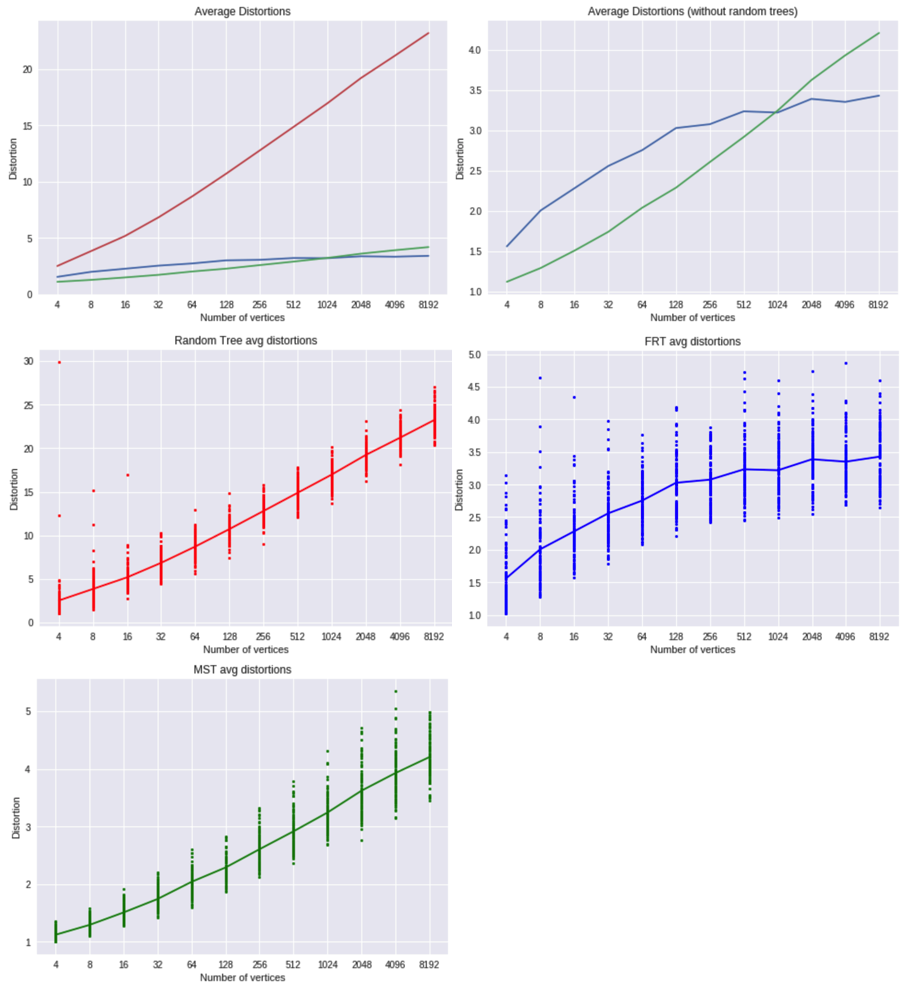 Average Distortions
20
15
10
5
0
Distortion
4 8 16 32 64 128 256 512 1024 2048 4096 8192
Number of vertices
Average Distortions (without random trees)
4.0
3.5
3.0
2.5
2.0
1.5
1.0
Distortion
4 8 16 32 64 128 256 512 1024 2048 4096 8192
Number of vertices
Random Tree avg distortions
30
25
20
15
10
5
0
Distortion
4 8 16 32 64 128 256 512 1024 2048 4096 8192
Number of vertices
FRT avg distortions
5.0
4.5
4.0
3.5
3.0
2.5
2.0
1.5
1.0
Distortion
4 8 16 32 64 128 256 512 1024 2048 4096 8192
Number of vertices
MST avg distortions
5
4
3
2
1
Distortion
4 8 16 32 64 128 256 512 1024 2048 4096 8192
Number of vertices